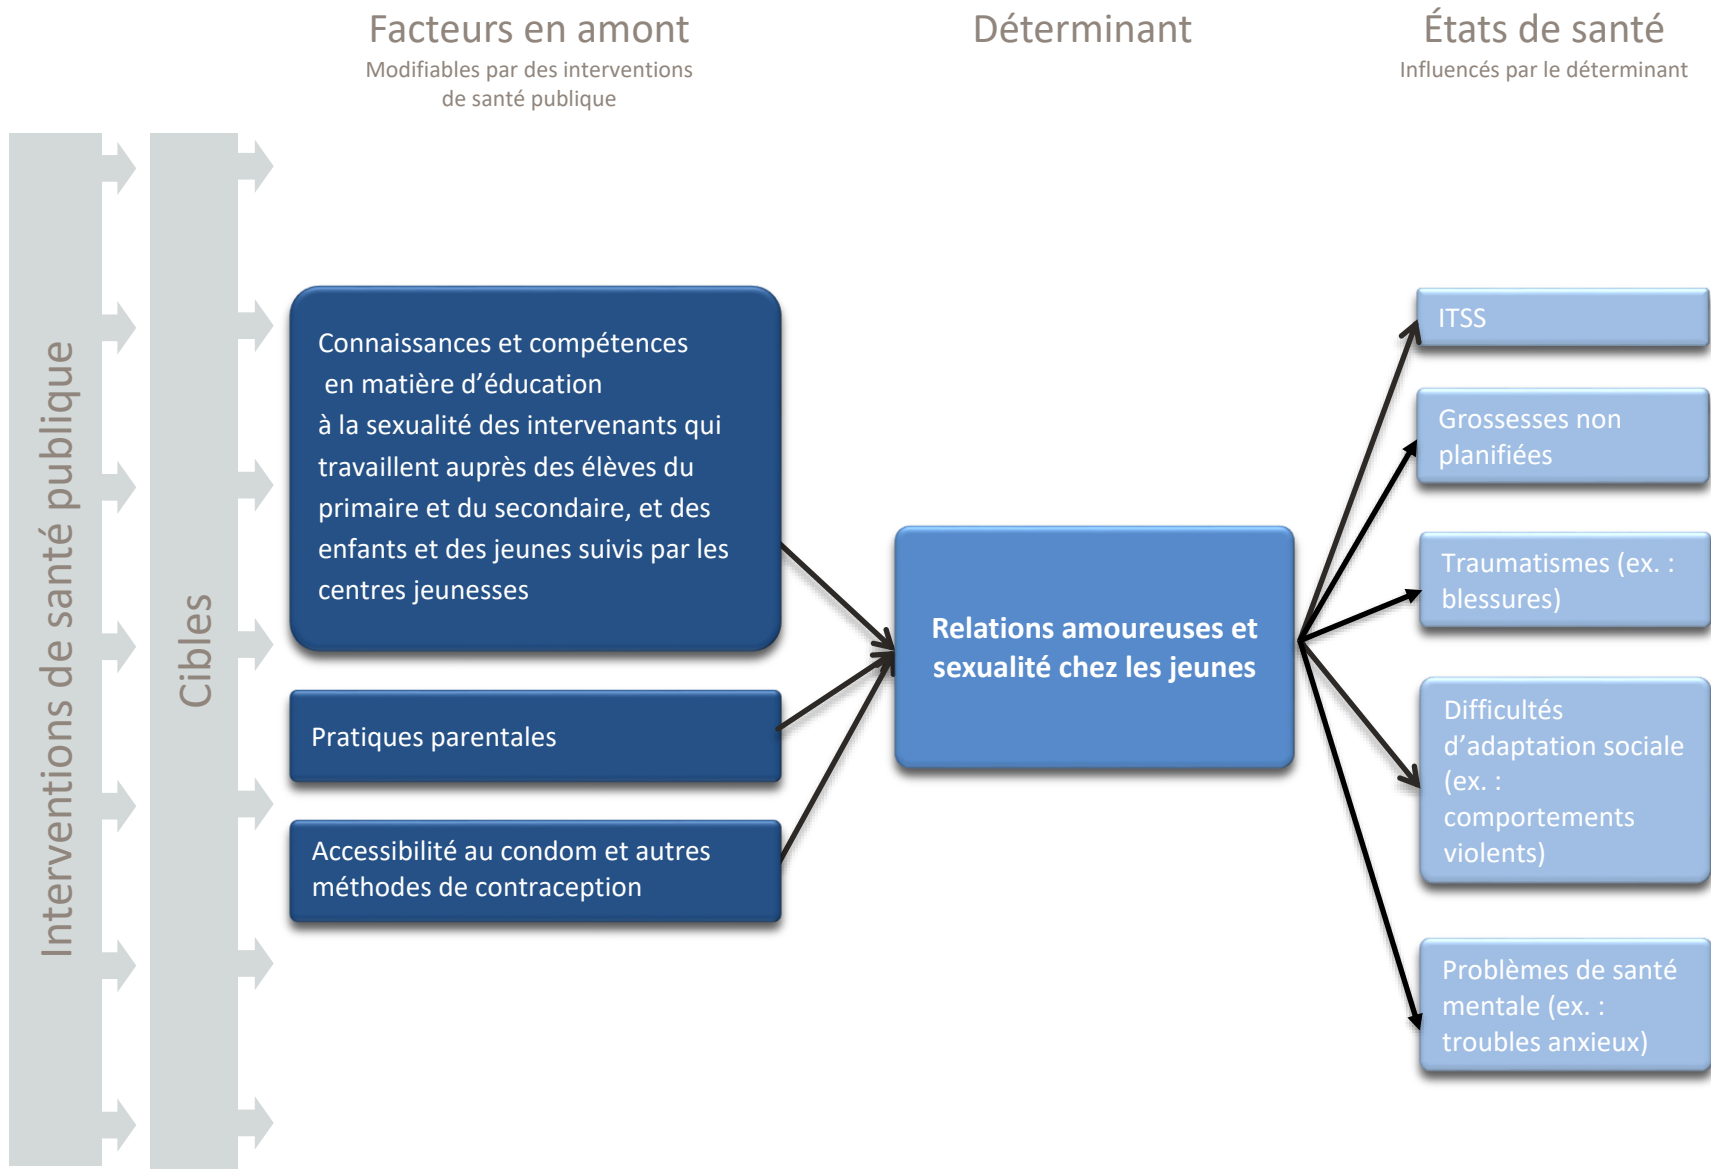 Facteurs en amont
Modifiables par des interventions
de santé publique
Déterminant
États de santé
Influencés par le déterminant
Interventions de santé publique
Cibles
Connaissances et compétences
en matière d’éducation
à la sexualité des intervenants qui
travaillent auprès des élèves du
primaire et du secondaire, et des
enfants et des jeunes suivis par les
centres jeunesses
Pratiques parentales
Accessibilité au condom et autres
méthodes de contraception
Relations amoureuses et
sexualité chez les jeunes
ITSS
Grossesses non
planifiées
Traumatismes (ex. :
blessures)
Difficultés
d’adaptation sociale
(ex. :
comportements
violents)
Problèmes de santé
mentale (ex. :
troubles anxieux)